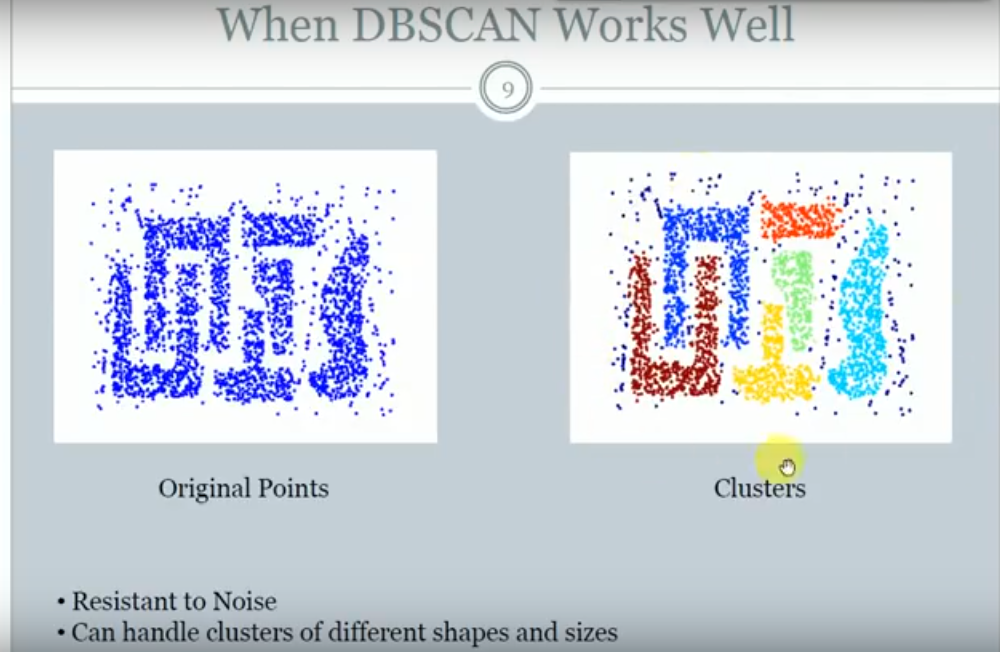 When DBSCAN Works Well
9
Original Points
Clusters
• Resistant to Noise
• Can handle clusters of different shapes and sizes